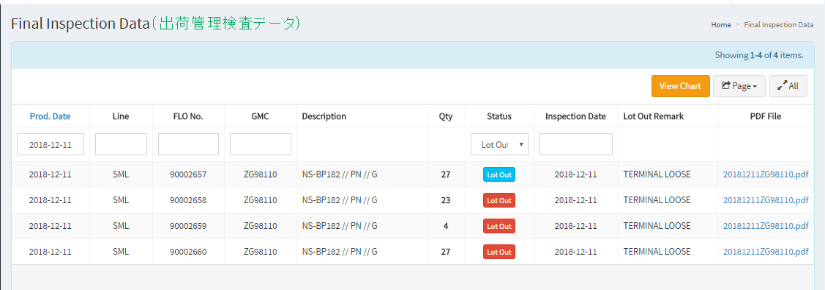 Final Inspection Data（出荷管理検査データ）
Home > Final Inspection Data
Showing 1-4 of 4 items.
View Chart Page All
Prod. Date Line FLO No. GMC Description Qty Status Inspection Date Lot Out Remark PDF File
2018-12-11 Lot Out
2018-12-11 SML 90002657 ZG98110 NS-BP182 // PN // G 27 Lot Out 2018-12-11 TERMINAL LOOSE 20181211ZG98110.pdf
2018-12-11 SML 90002658 ZG98110 NS-BP182 // PN // G 23 Lot Out 2018-12-11 TERMINAL LOOSE 20181211ZG98110.pdf
2018-12-11 SML 90002659 ZG98110 NS-BP182 // PN // G 4 Lot Out 2018-12-11 TERMINAL LOOSE 20181211ZG98110.pdf
2018-12-11 SML 90002660 ZG98110 NS-BP182 // PN // G 27 Lot Out 2018-12-11 TERMINAL LOOSE 20181211ZG98110.pdf